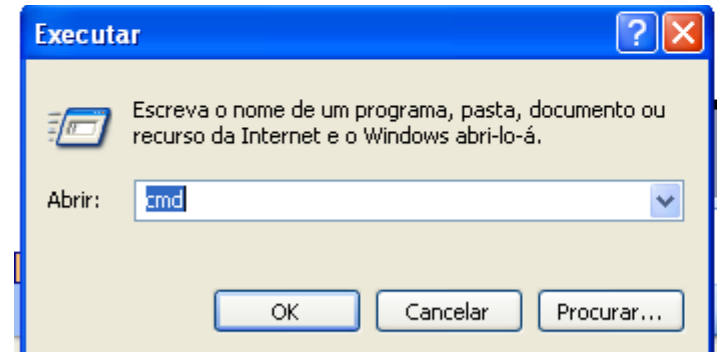 Executar
Escreva o nome de um programa, pasta, documento ou
recurso da Internet e o Windows abri-lo-á.
Abrir: cmd
OK Cancelar Procurar...